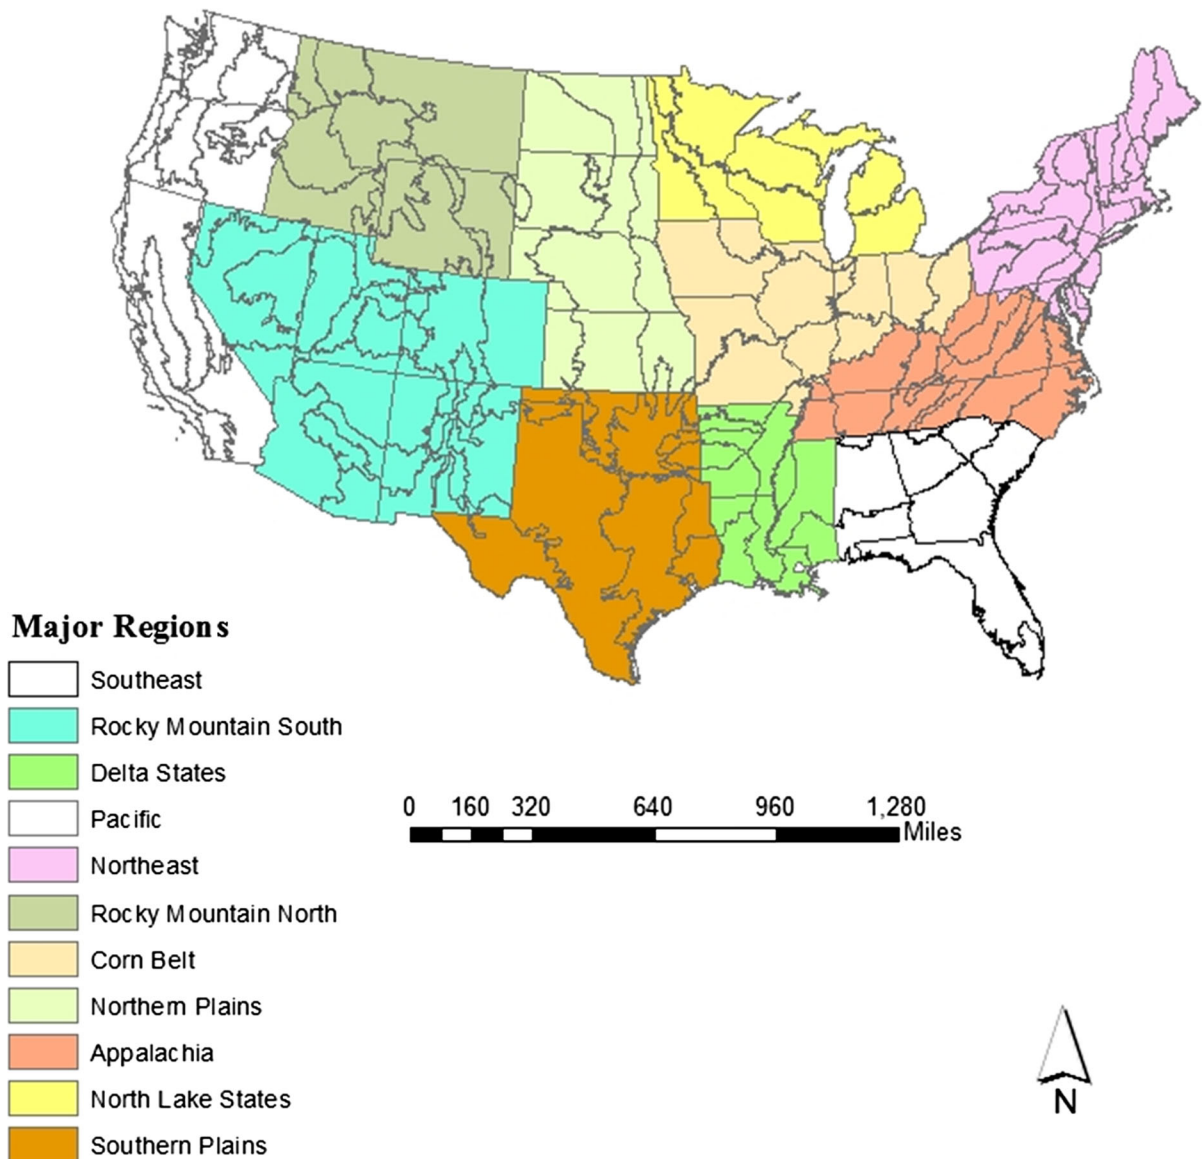 Major Regions
Southeast
Rocky Mountain South
Delta States
Pacific
Northeast
Rocky Mountain North
Corn Belt
Northern Plains
Appalachia
North Lake States
Southern Plains
0 160 320 640 960 1,280
Miles
N